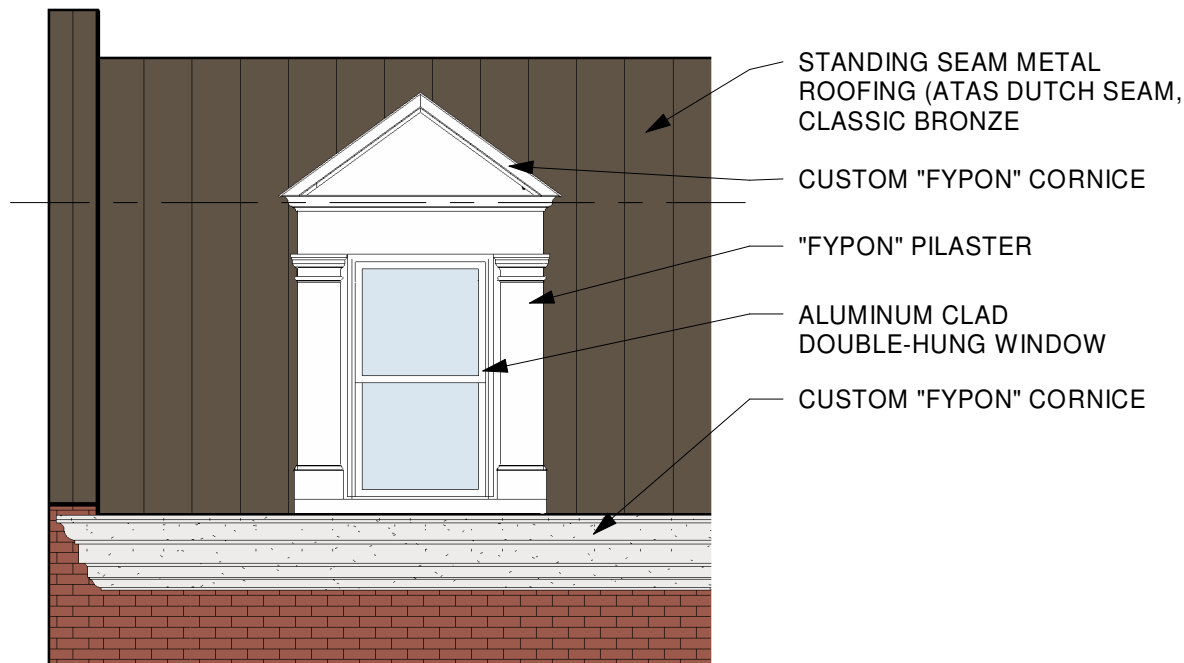 STANDING SEAM METAL
ROOFING (ATAS DUTCH SEAM,
CLASSIC BRONZE
CUSTOM "FYPON" CORNICE
"FYPON" PILASTER
ALUMINUM CLAD
DOUBLE-HUNG WINDOW
CUSTOM "FYPON" CORNICE